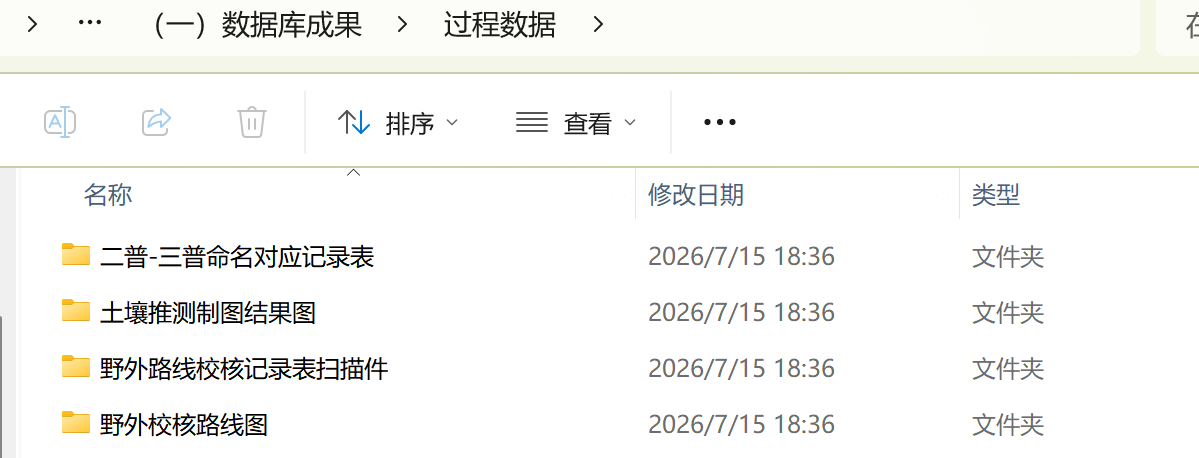 › ... （一）数据库成果 › 过程数据 › 在
排序 查看 ...
名称 修改日期 类型
二普-三普命名对应记录表 2026/7/15 18:36 文件夹
土壤推测制图结果图 2026/7/15 18:36 文件夹
野外路线校核记录表扫描件 2026/7/15 18:36 文件夹
野外校核路线图 2026/7/15 18:36 文件夹